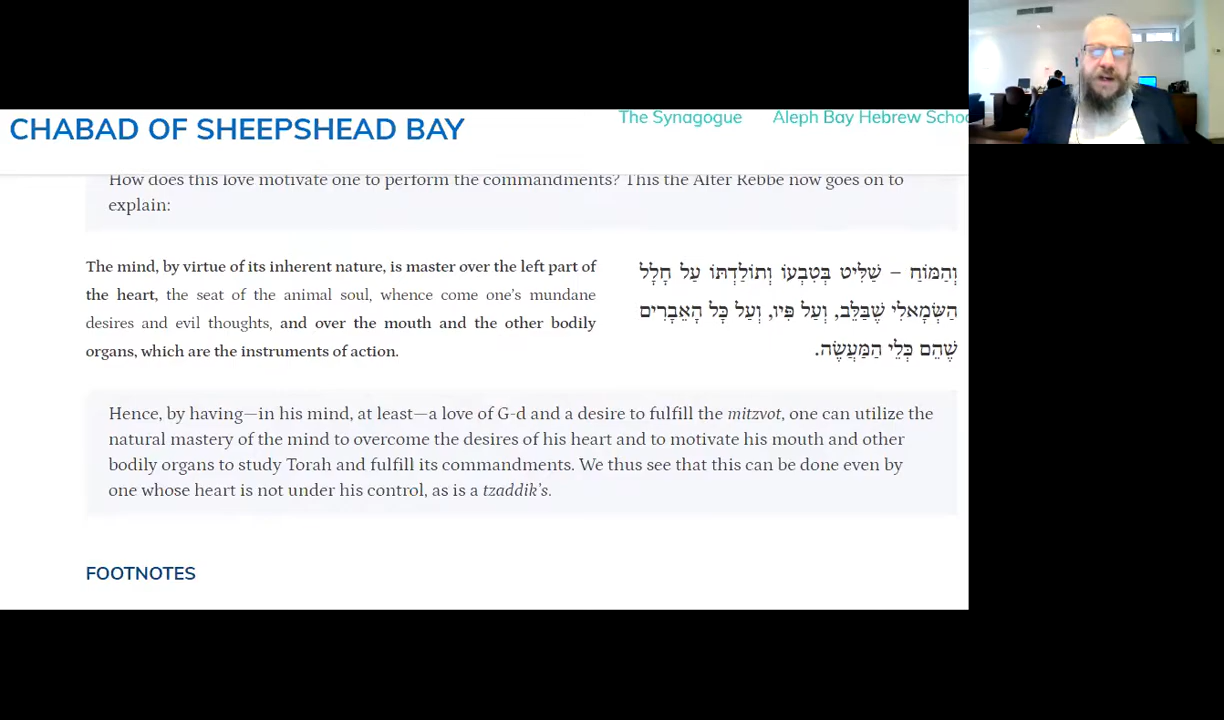 CHABAD OF SHEEPSHEAD BAY
The Synagogue
Aleph Bay Hebrew Schoo
How does this love motivate one to perform the commandments? This the Alter Rebbe now goes on to
explain:
The mind, by virtue of its inherent nature, is master over the left part of
the heart, the seat of the animal soul, whence come one's mundane
desires and evil thoughts, and over the mouth and the other bodily
organs, which are the instruments of action.
וְהַמּוֹחַ – שַׁלִּיט בְּטִבְעוֹ וְתוֹלַדְתּוֹ עַל חָלָל
הַשְּׂמָאלִי שֶׁבַּלֵּב, וְעַל פִּיו, וְעַל כָּל הָאֵבָרִים
שֶׁהֵם כְּלֵי הַמַּעֲשֶׂה.
Hence, by having—in his mind, at least—a love of G-d and a desire to fulfill the mitzvot, one can utilize the
natural mastery of the mind to overcome the desires of his heart and to motivate his mouth and other
bodily organs to study Torah and fulfill its commandments. We thus see that this can be done even by
one whose heart is not under his control, as is a tzaddik's.
FOOTNOTES